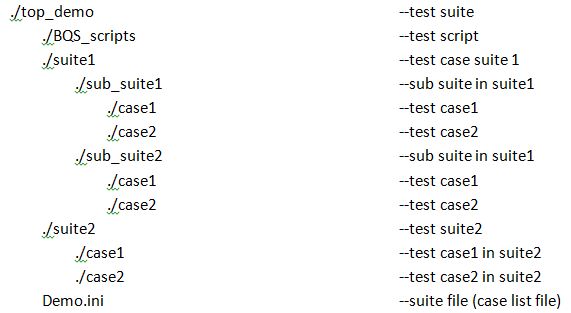 ./top_demo --test suite
./BQS_scripts --test script
./suite1 --test case suite 1
./sub_suite1 --sub suite in suite1
./case1 --test case1
./case2 --test case2
./sub_suite2 --sub suite in suite1
./case1 --test case1
./case2 --test case2
./suite2 --test suite2
./case1 --test case1 in suite2
./case2 --test case2 in suite2
Demo.ini --suite file (case list file)